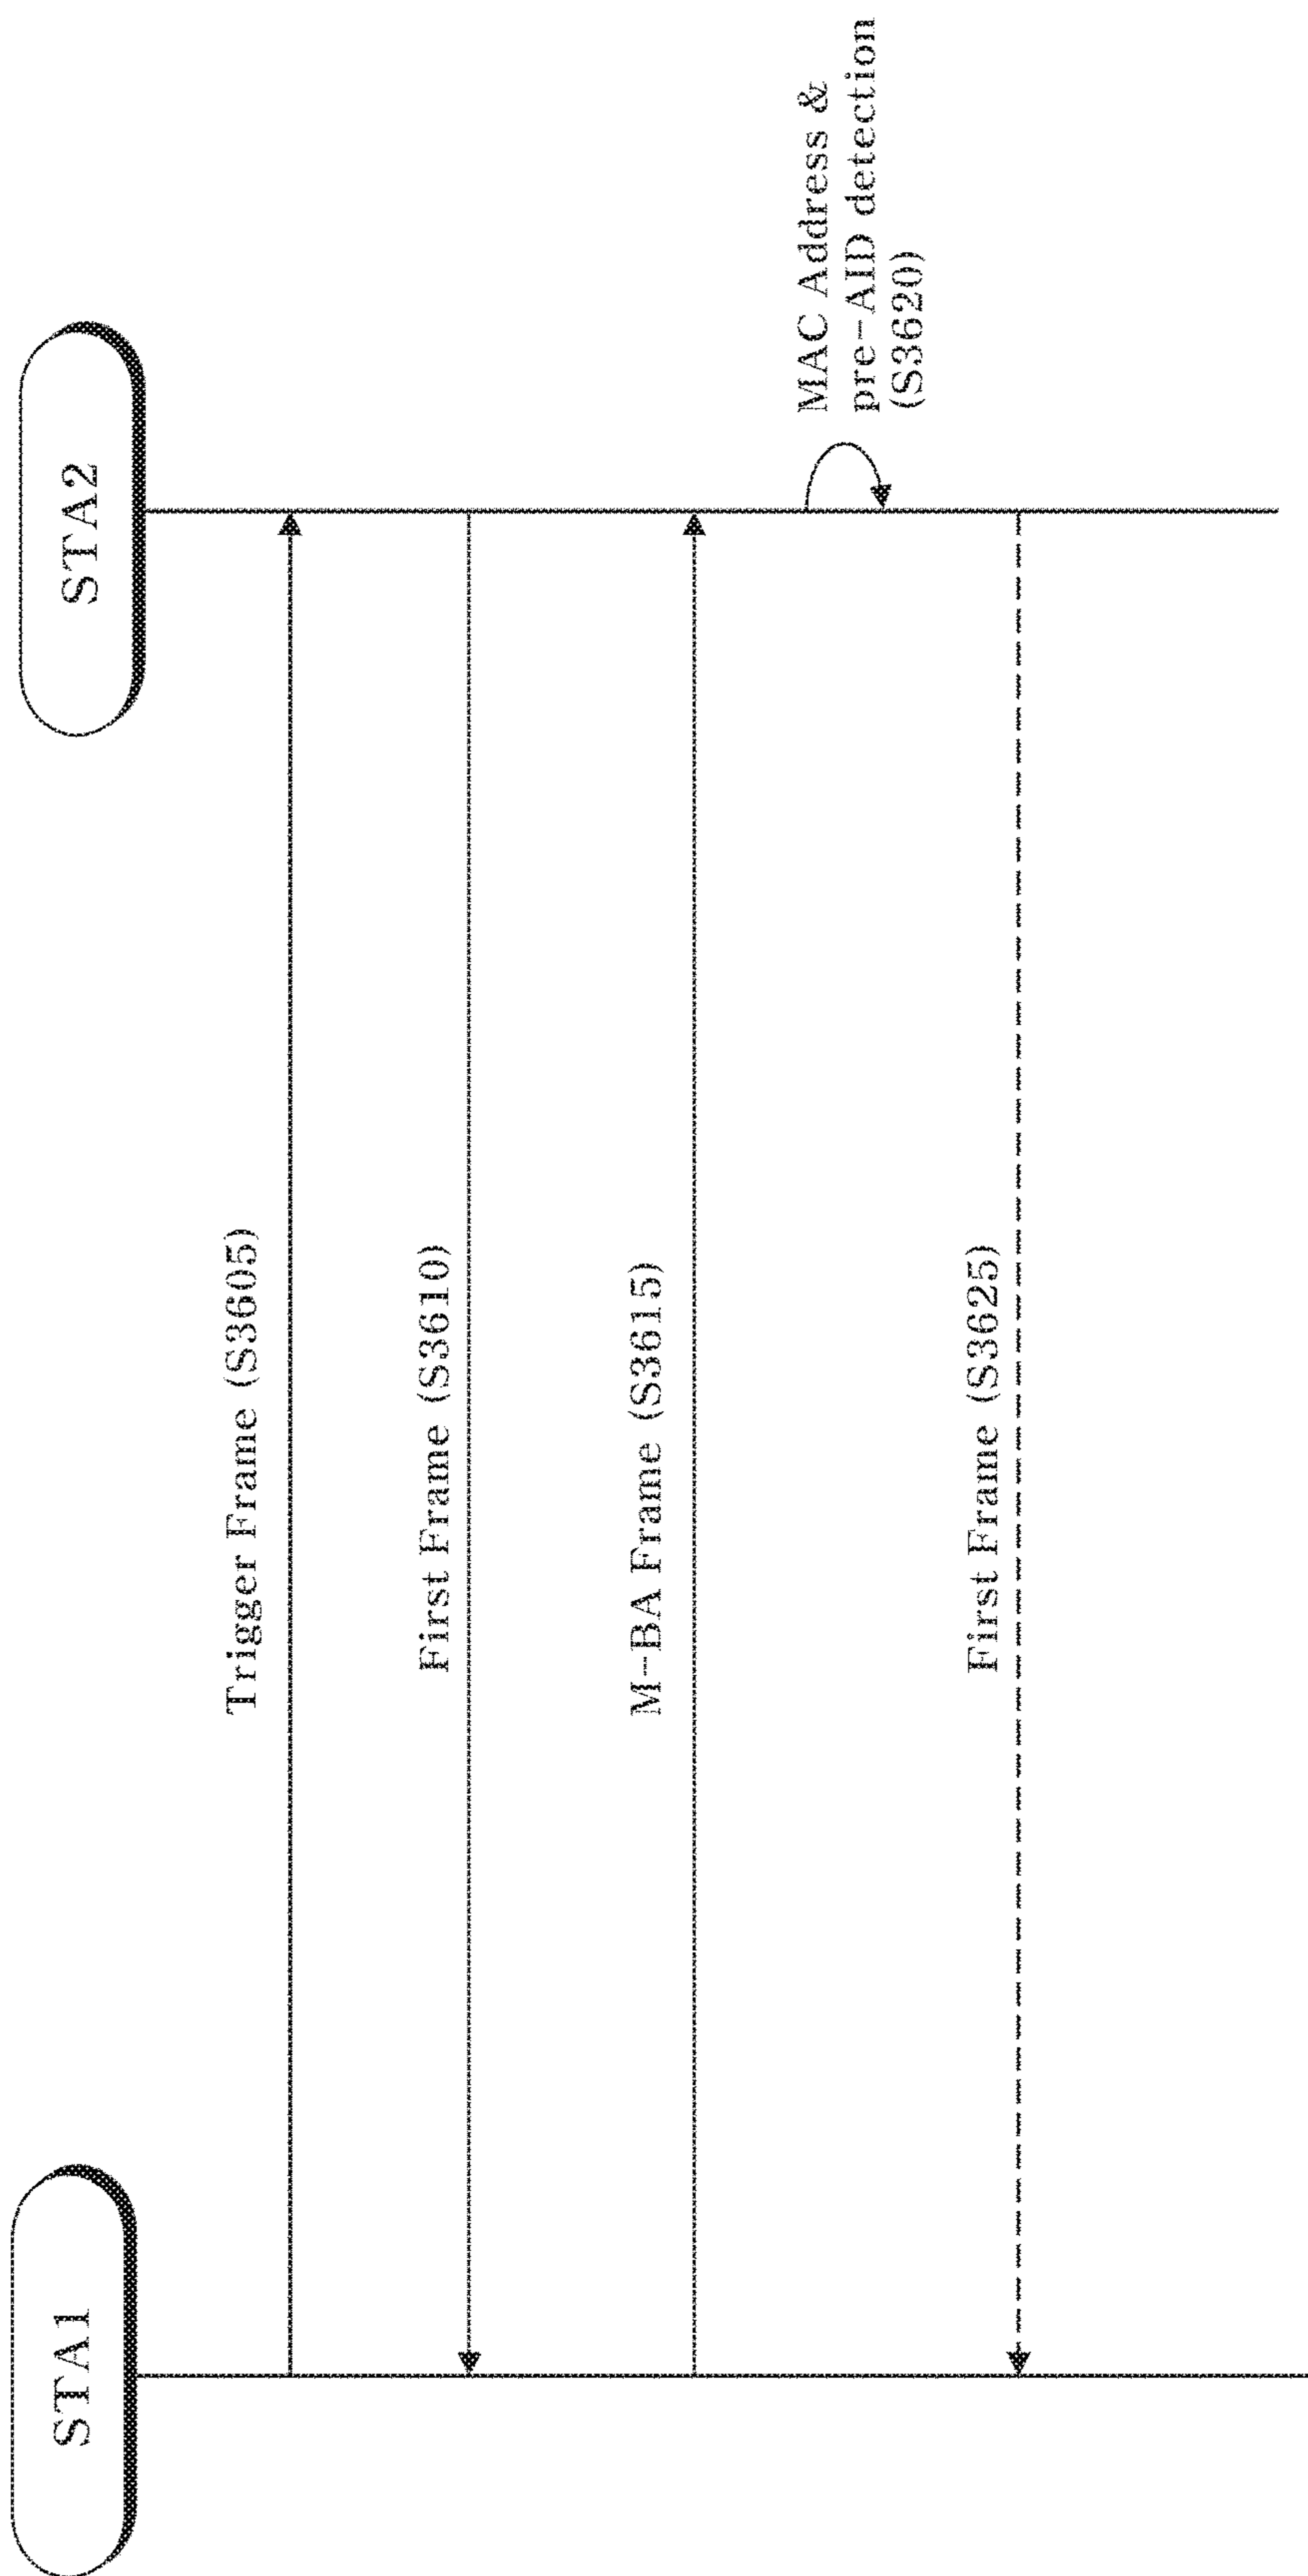 STA1
STA2
Trigger Frame (S3605)
First Frame (S3610)
M-BA Frame (S3615)
MAC Address &
pre-AID detection
(S3620)
First Frame (S3625)